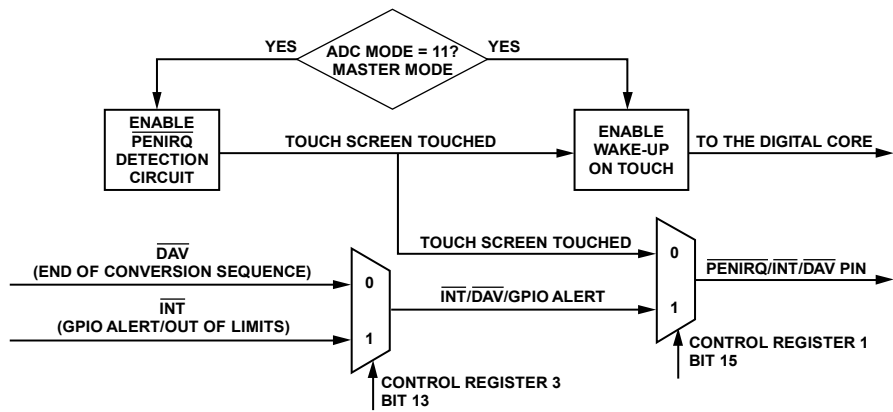 YES
ADC MODE = 11?
MASTER MODE
YES
ENABLE
PENIRQ
DETECTION
CIRCUIT
TOUCH SCREEN TOUCHED
ENABLE
WAKE-UP
ON TOUCH
TO THE DIGITAL CORE
TOUCH SCREEN TOUCHED
0
1
PENIRQ/INT/DAV PIN
DAV
(END OF CONVERSION SEQUENCE)
INT
(GPIO ALERT/OUT OF LIMITS)
0
1
INT/DAV/GPIO ALERT
CONTROL REGISTER 1
BIT 15
CONTROL REGISTER 3
BIT 13